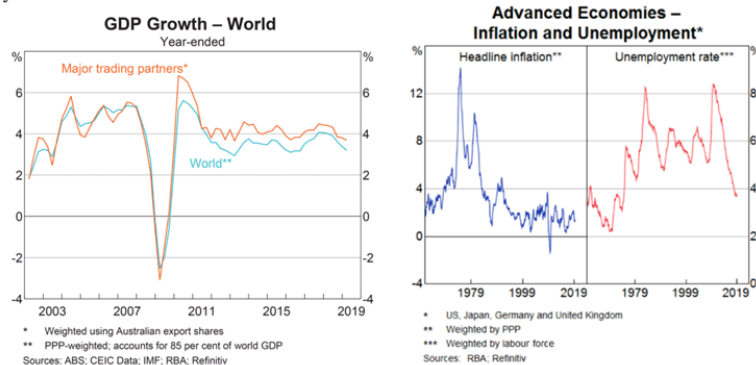 GDP Growth – World
Year-ended
%
%
Major trading partners*
World**
6
4
2
0
-2
-4
6
4
2
0
-2
-4
2003
2007
2011
2015
2019
* Weighted using Australian export shares
** PPP-weighted; accounts for 85 per cent of world GDP
Sources: ABS; CEIC Data; IMF; RBA; Refinitiv
Advanced Economies –
Inflation and Unemployment*
%
%
Headline inflation**
Unemployment rate***
12
8
4
0
-4
8
6
4
2
0
1979
1999
2019
1979
1999
2019
* US, Japan, Germany and United Kingdom
** Weighted by PPP
*** Weighted by labour force
Sources: RBA; Refinitiv